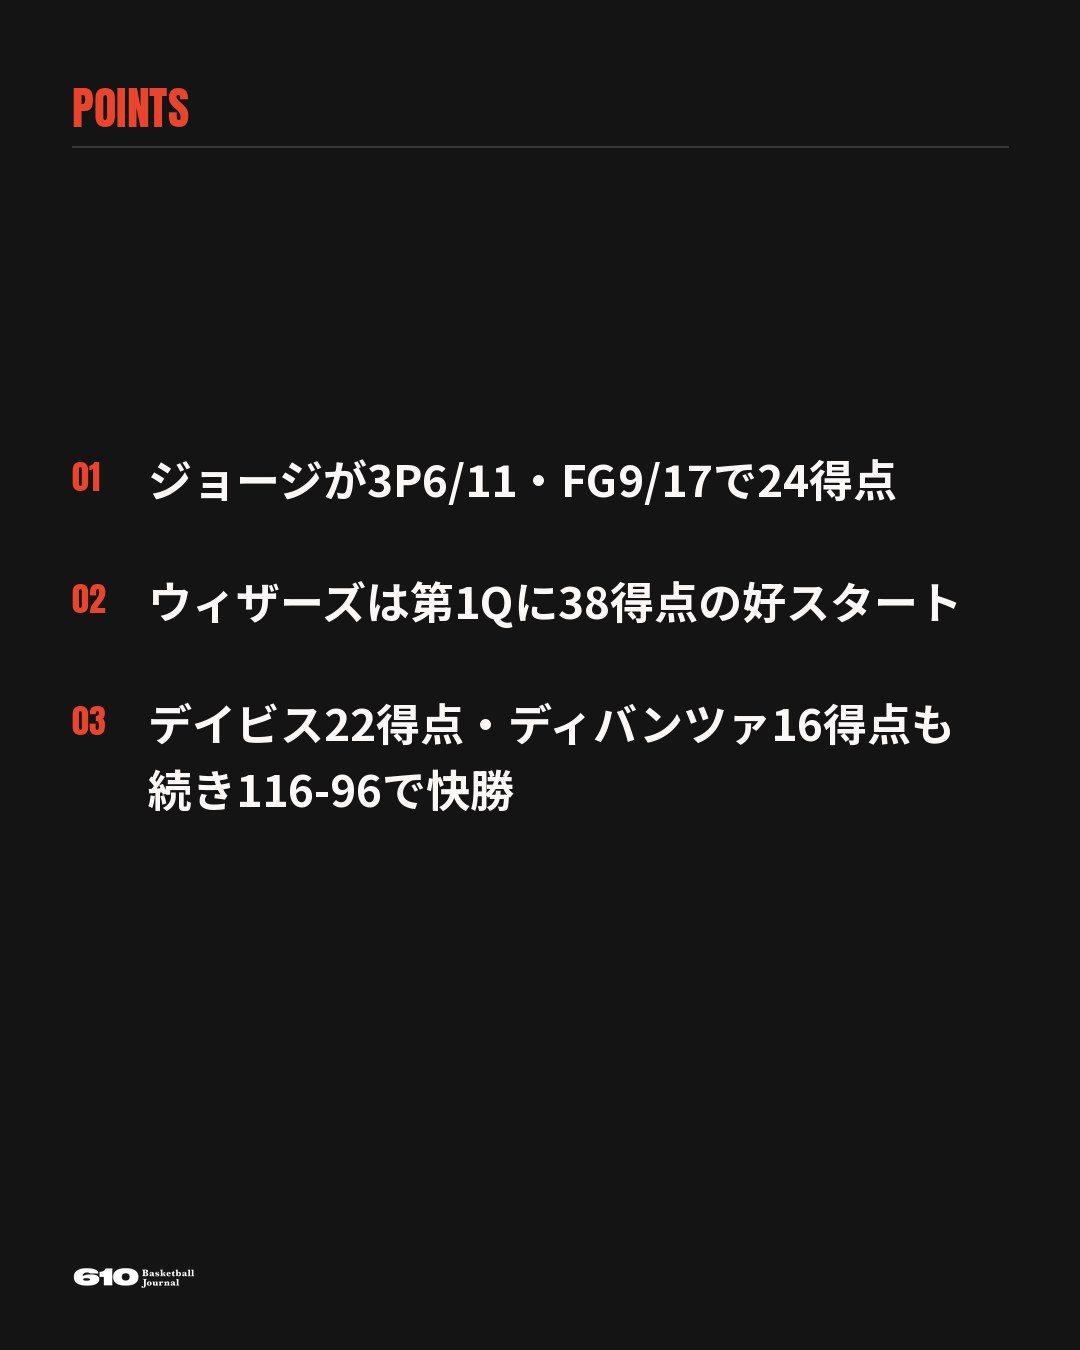 POINTS
01 ジョージが3P6/11・FG9/17で24得点
02 ウィザーズは第1Qに38得点の好スタート
03 デイビス22得点・ディバンツァ16得点も
続き116-96で快勝
610 Basketball
Journal